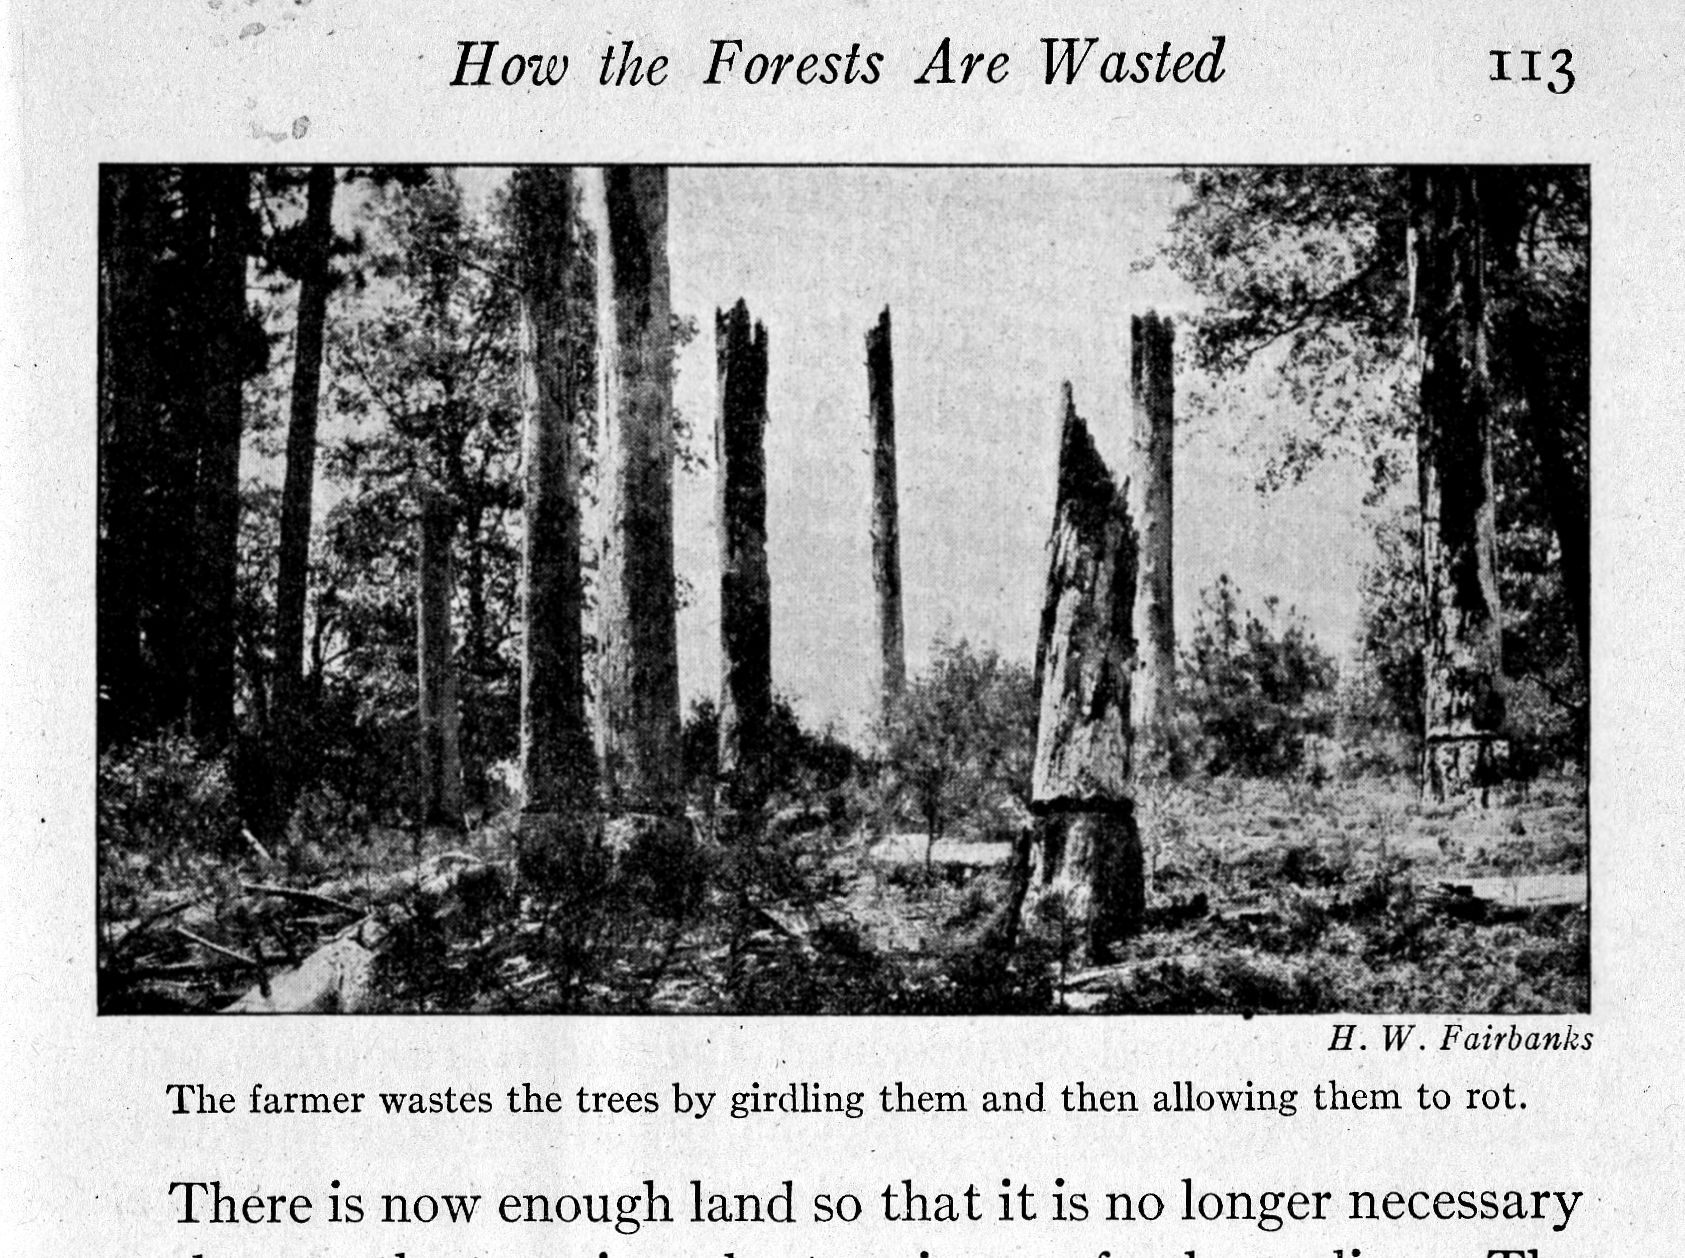 How the Forests Are Wasted 113
H. W. Fairbanks
The farmer wastes the trees by girdling them and then allowing them to rot.
There is now enough land so that it is no longer necessary